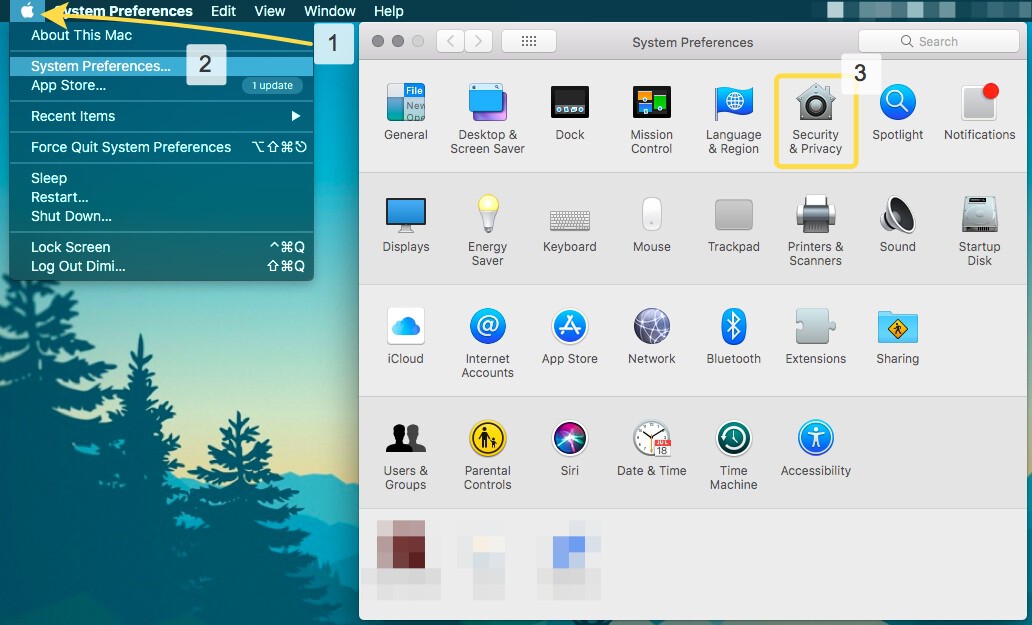 System Preferences Edit View Window Help
1
About This Mac
System Preferences...
2
App Store...
1 update
Recent Items
Force Quit System Preferences ⌥⇧⌘⎋
Sleep
Restart...
Shut Down...
Lock Screen ^⌘Q
Log Out Dimi... ⇧⌘Q
System Preferences
Search
3
File
New
Ope
General
Desktop &
Screen Saver
Dock
Mission
Control
Language
& Region
Security
& Privacy
Spotlight
Notifications
Displays
Energy
Saver
Keyboard
Mouse
Trackpad
Printers &
Scanners
Sound
Startup
Disk
iCloud
@
Internet
Accounts
App Store
Network
Bluetooth
Extensions
Sharing
Users &
Groups
Parental
Controls
Siri
JUL
18
Date & Time
Time
Machine
Accessibility